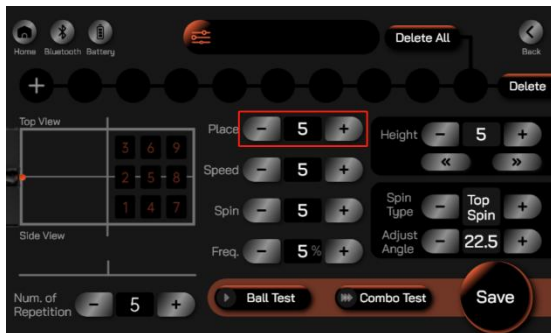 Delete All
Home Bluetooth Battery
Back
+
Delete
Top View
Place - 5 +
Height - 5 +
3 6 9
« »
Speed - 5 +
2 5 8
1 4 7
Spin Type - Top Spin +
Spin - 5 +
Side View
Adjust Angle - 22.5 +
Freq. - 5 % +
Num. of Repetition - 5 +
Ball Test
Combo Test
Save